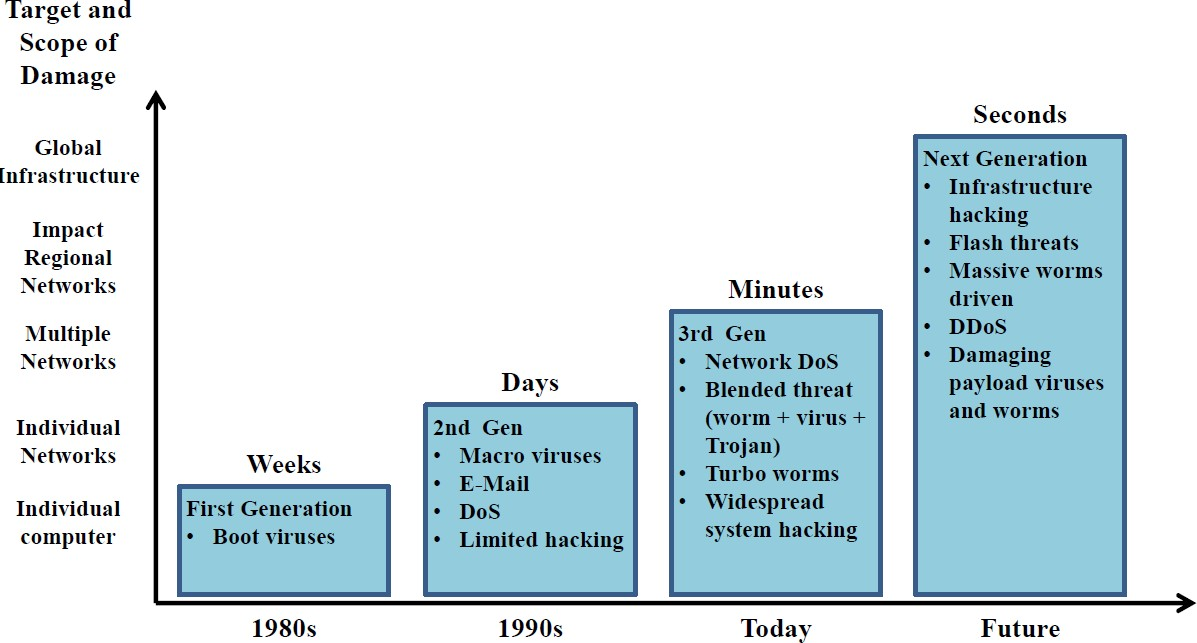 Target and
Scope of
Damage
Global
Infrastructure
Impact
Regional
Networks
Multiple
Networks
Individual
Networks
Individual
computer
Weeks
First Generation
• Boot viruses
Days
2nd Gen
• Macro viruses
• E-Mail
• DoS
• Limited hacking
Minutes
3rd Gen
• Network DoS
• Blended threat
(worm + virus +
Trojan)
• Turbo worms
• Widespread
system hacking
Seconds
Next Generation
• Infrastructure
hacking
• Flash threats
• Massive worms
driven
• DDoS
• Damaging
payload viruses
and worms
1980s
1990s
Today
Future